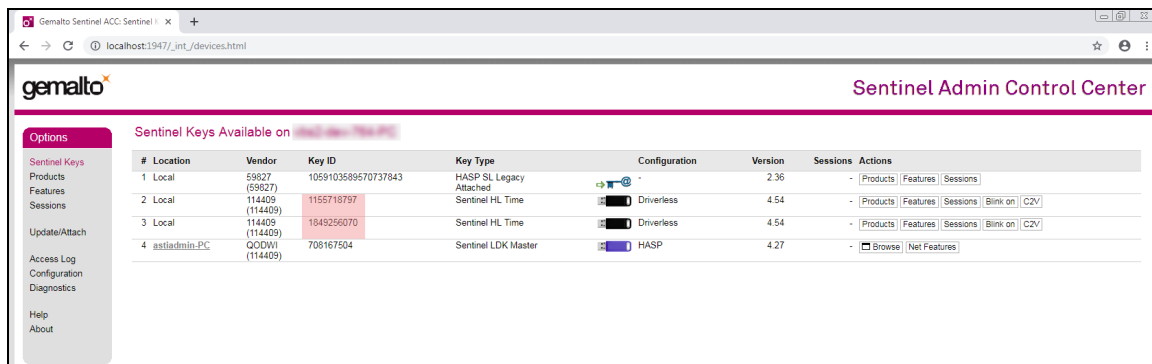 Gemalto Sentinel ACC: Sentinel
localhost:1947/_int_/devices.html
gemalto
Sentinel Admin Control Center
Options
Sentinel Keys
Products
Features
Sessions
Update/Attach
Access Log
Configuration
Diagnostics
Help
About
Sentinel Keys Available on
# Location Vendor Key ID Key Type Configuration Version Sessions Actions
1 Local 59827 (59827) 1059103589570737843 HASP SL Legacy Attached - 2.36 - Products Features Sessions
2 Local 114409 (114409) 1155718797 Sentinel HL Time Driverless 4.54 - Products Features Sessions Blink on C2V
3 Local 114409 (114409) 1849256070 Sentinel HL Time Driverless 4.54 - Products Features Sessions Blink on C2V
4 astiadmin-PC QODWI (114409) 708167504 Sentinel LDK Master HASP 4.27 - Browse Net Features